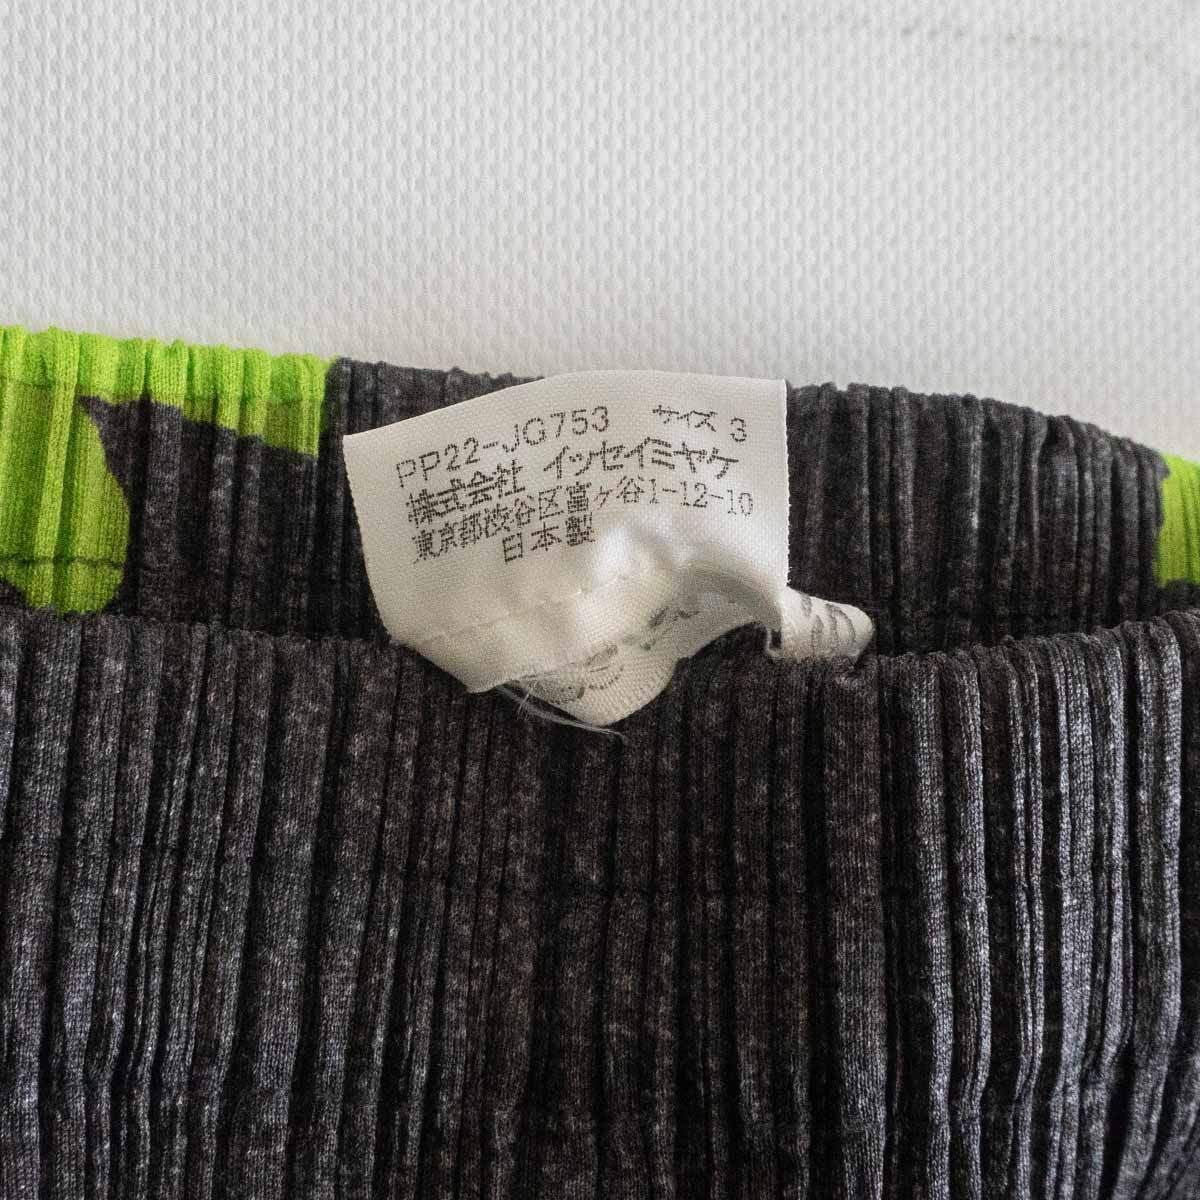 PP22-JG753 サイズ 3
株式会社 イッセイミヤケ
東京都渋谷区富ヶ谷1-12-10
日本製